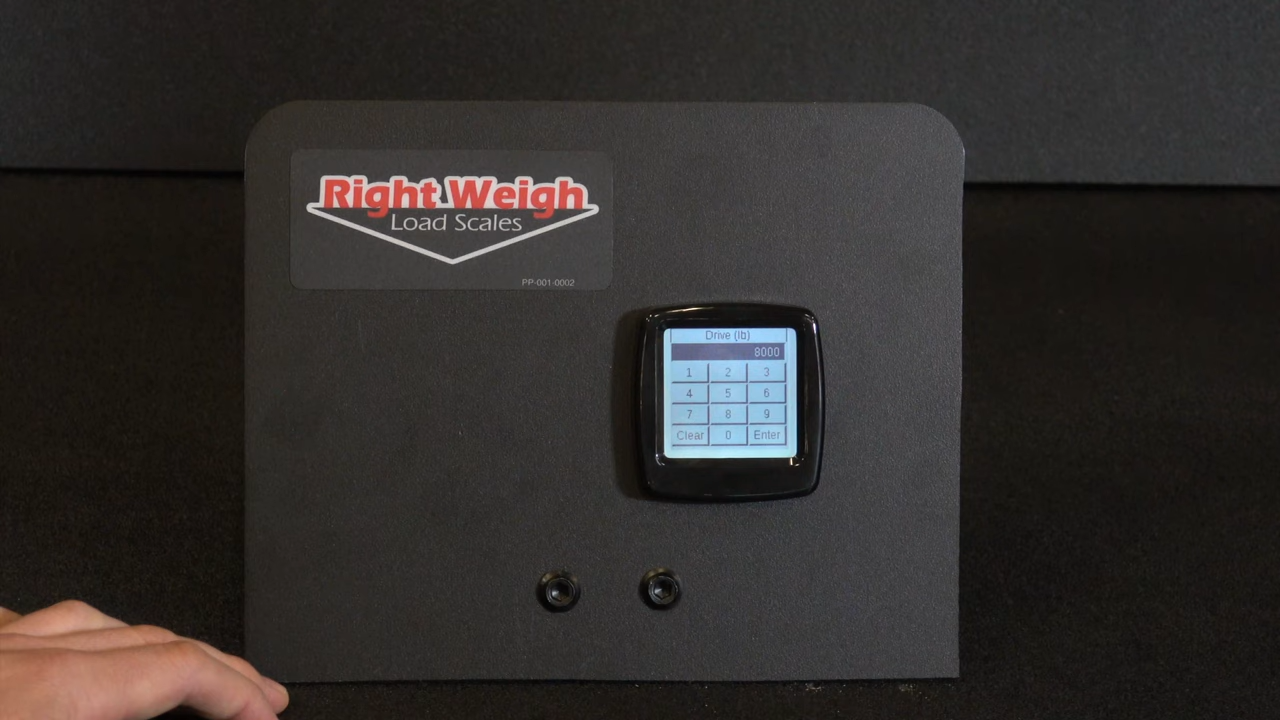 Right Weigh
Load Scales
PP-001-0002
Drive (lb)
8000
1 2 3
4 5 6
7 8 9
Clear 0 Enter